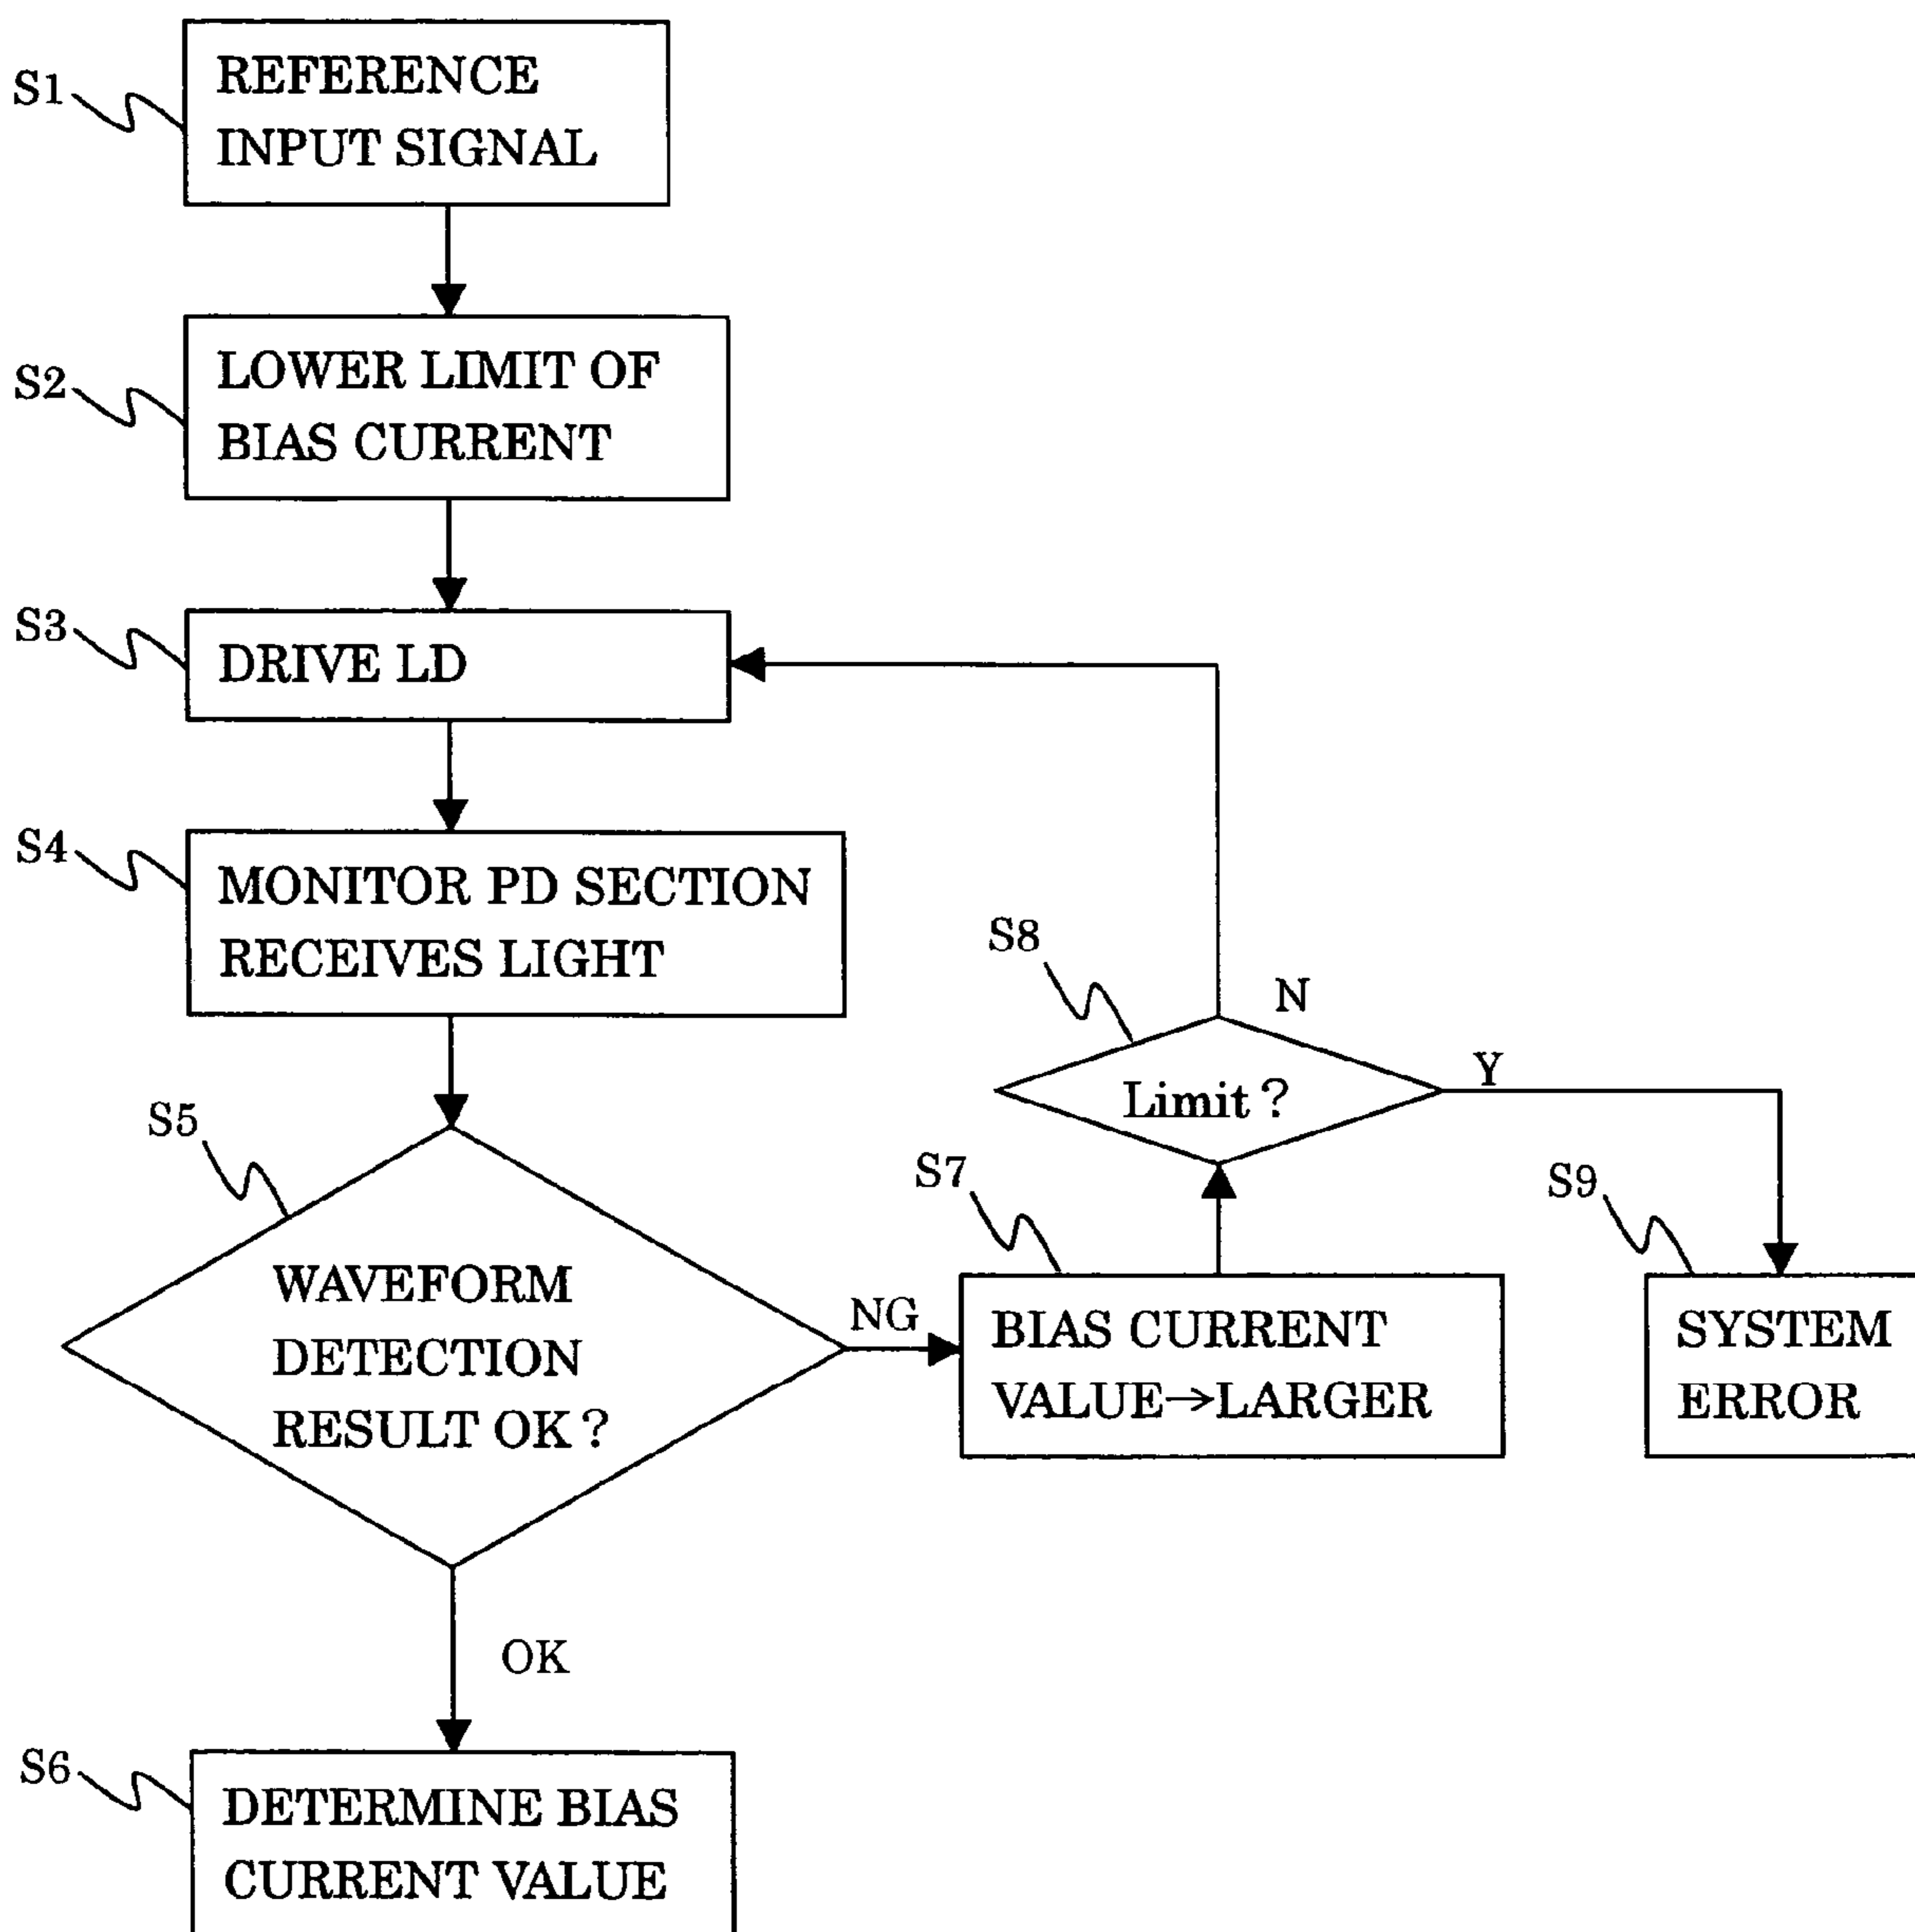 S1
REFERENCE
INPUT SIGNAL
S2
LOWER LIMIT OF
BIAS CURRENT
S3
DRIVE LD
S4
MONITOR PD SECTION
RECEIVES LIGHT
S5
WAVEFORM
DETECTION
RESULT OK?
NG
OK
S6
DETERMINE BIAS
CURRENT VALUE
S7
BIAS CURRENT
VALUE→LARGER
S8
Limit?
N
Y
S9
SYSTEM
ERROR